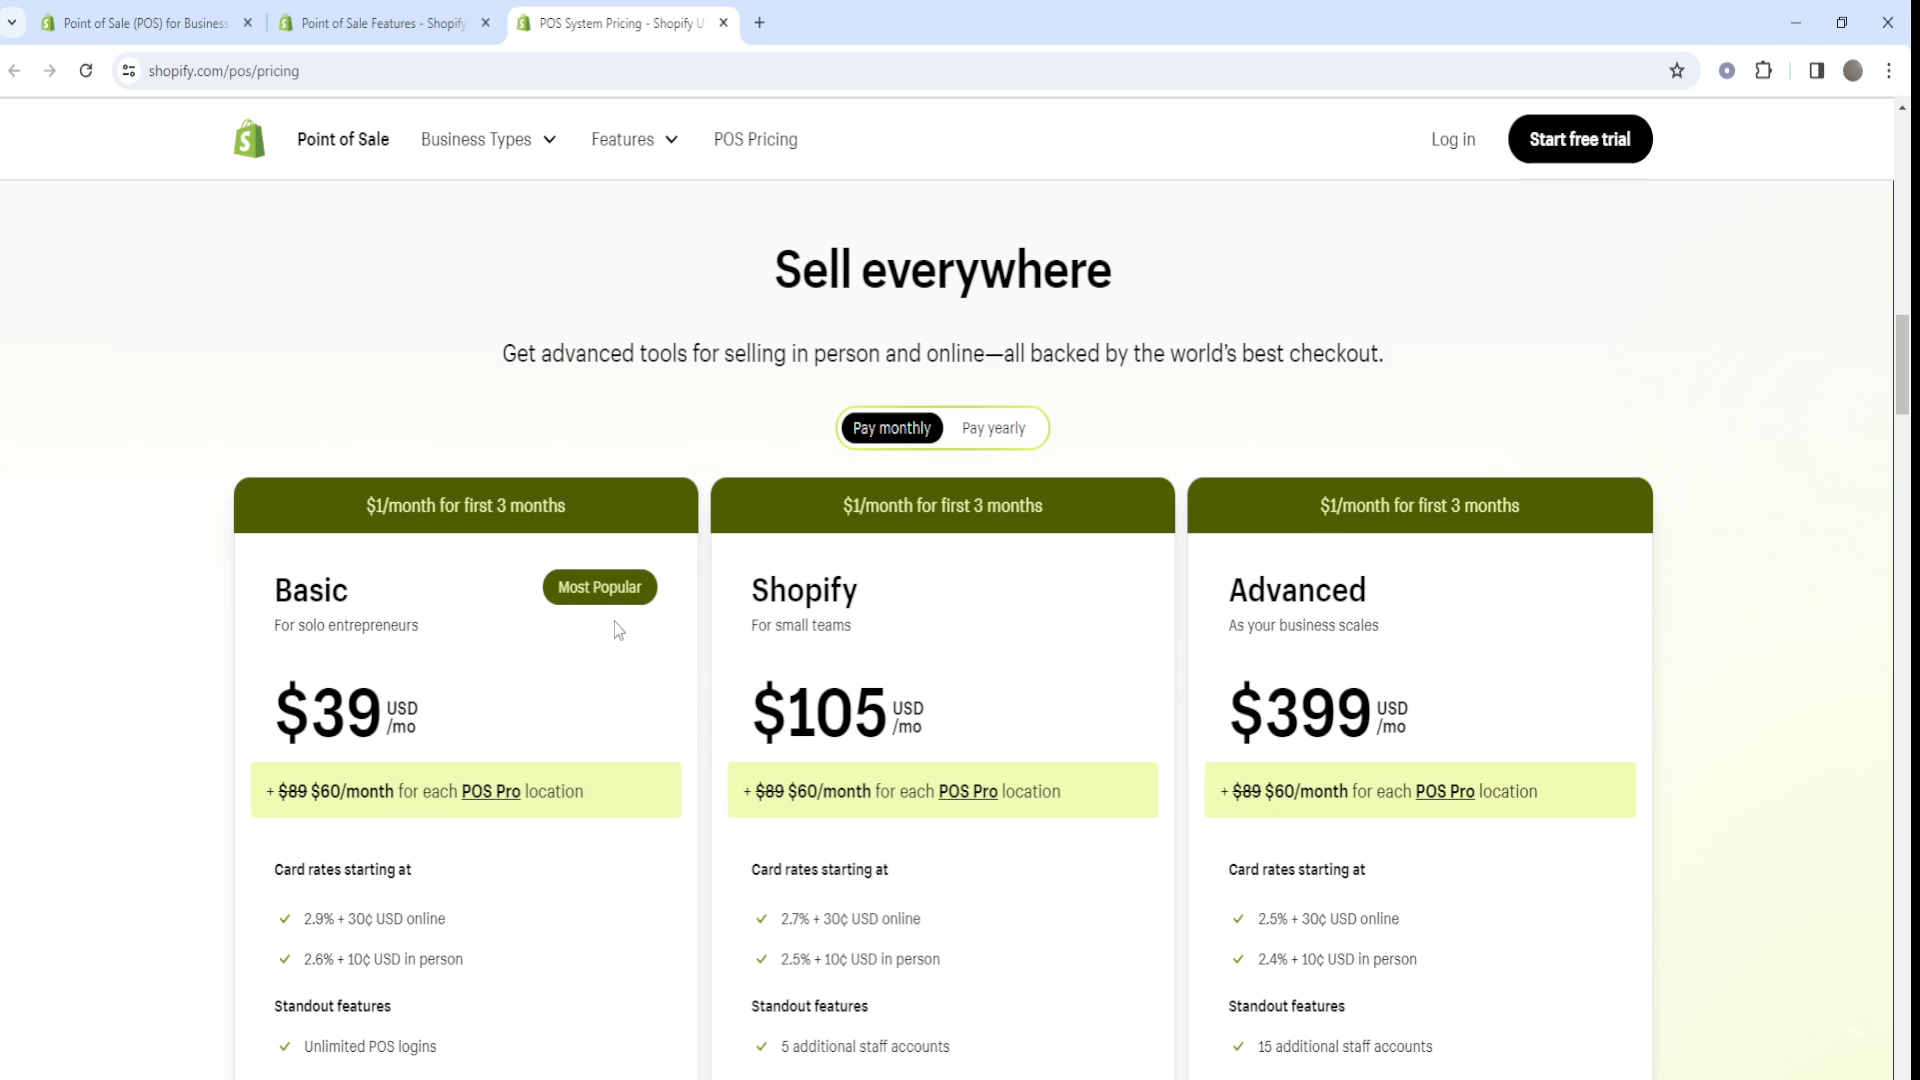 Point of Sale (POS) for Business
Point of Sale Features - Shopify
POS System Pricing - Shopify U
shopify.com/pos/pricing
Point of Sale
Business Types
Features
POS Pricing
Log in
Start free trial
Sell everywhere
Get advanced tools for selling in person and online—all backed by the world's best checkout.
Pay monthly
Pay yearly
$1/month for first 3 months
Basic
Most Popular
For solo entrepreneurs
$39 USD /mo
+ $89 $60/month for each POS Pro location
Card rates starting at
2.9% + 30¢ USD online
2.6% + 10¢ USD in person
Standout features
Unlimited POS logins
$1/month for first 3 months
Shopify
For small teams
$105 USD /mo
+ $89 $60/month for each POS Pro location
Card rates starting at
2.7% + 30¢ USD online
2.5% + 10¢ USD in person
Standout features
5 additional staff accounts
$1/month for first 3 months
Advanced
As your business scales
$399 USD /mo
+ $89 $60/month for each POS Pro location
Card rates starting at
2.5% + 30¢ USD online
2.4% + 10¢ USD in person
Standout features
15 additional staff accounts